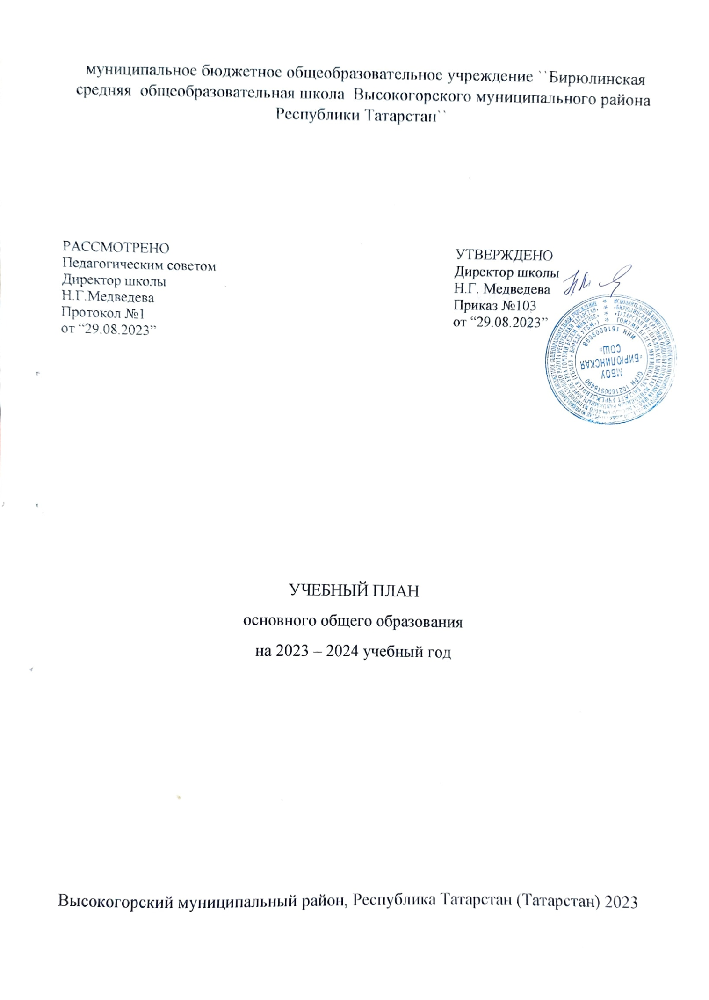 муниципальное бюджетное общеобразовательное учреждение ``Бирюлинская
средняя общеобразовательная школа Высокогорского муниципального района
Республики Татарстан``
РАССМОТРЕНО
Педагогическим советом
Директор школы
Н.Г.Медведева
Протокол №1
от “29.08.2023”
УТВЕРЖДЕНО
Директор школы
Н.Г. Медведева
Приказ №103
от “29.08.2023”
МБОУ
«БИРЮЛИНСКАЯ
СОШ»
ИНН 1616009098
ОГРН 1021600816490
УЧЕБНЫЙ ПЛАН
основного общего образования
на 2023 – 2024 учебный год
Высокогорский муниципальный район, Республика Татарстан (Татарстан) 2023